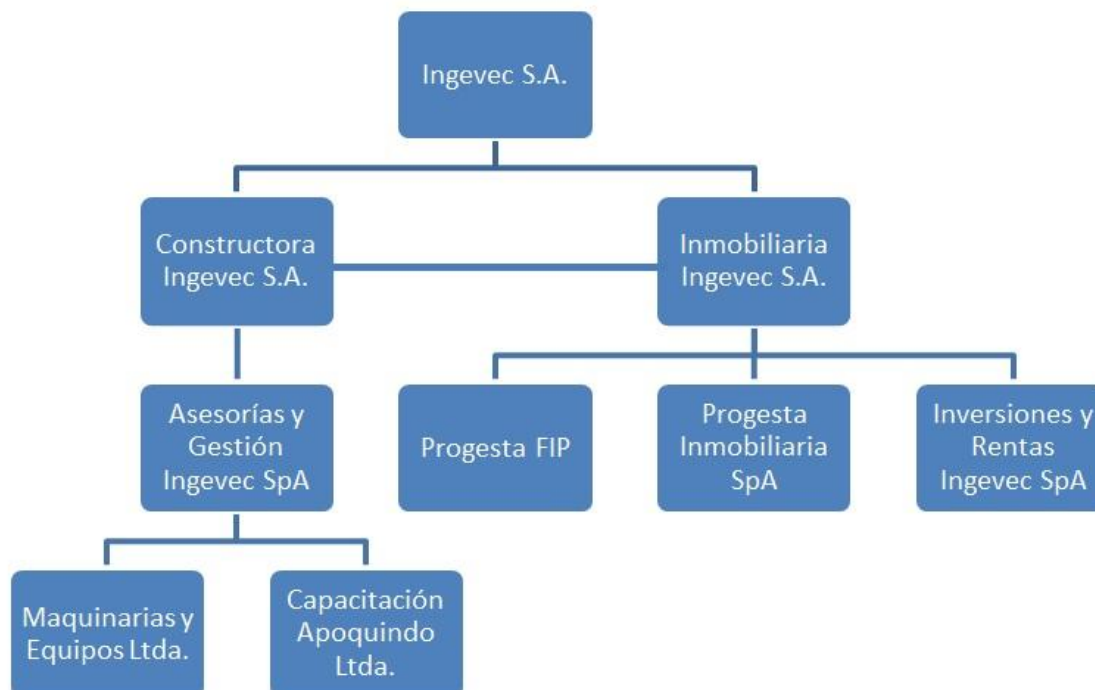 Ingevec S.A.
Constructora
Ingevec S.A.
Inmobiliaria
Ingevec S.A.
Asesorías y
Gestión
Ingevec SpA
Progesta FIP
Progesta
Inmobiliaria
SpA
Inversiones y
Rentas
Ingevec SpA
Maquinarias y
Equipos Ltda.
Capacitación
Apoquindo
Ltda.